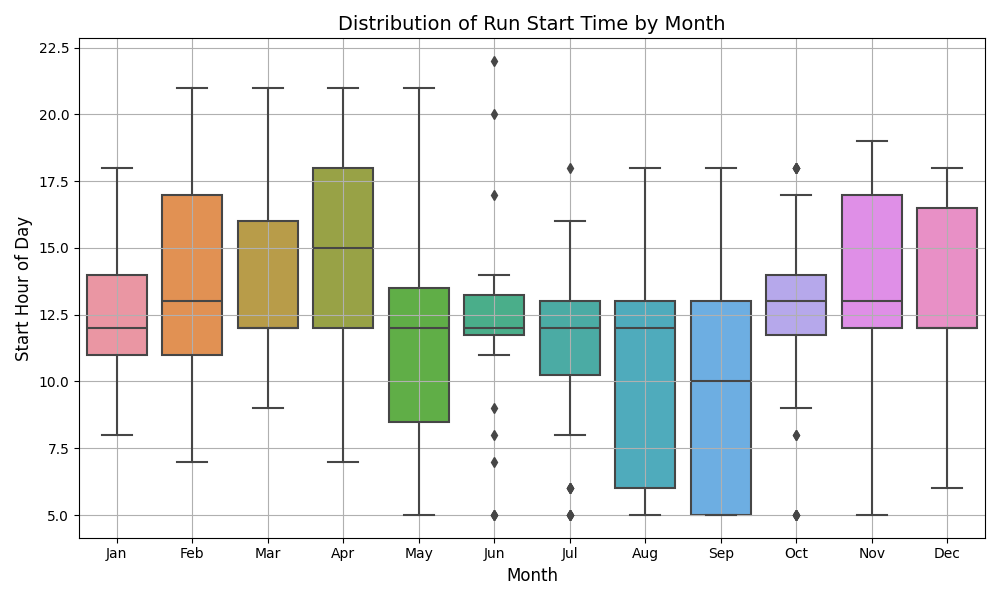 Distribution of Run Start Time by Month
Start Hour of Day
22.5
20.0
17.5
15.0
12.5
10.0
7.5
5.0
Jan Feb Mar Apr May Jun Jul Aug Sep Oct Nov Dec
Month